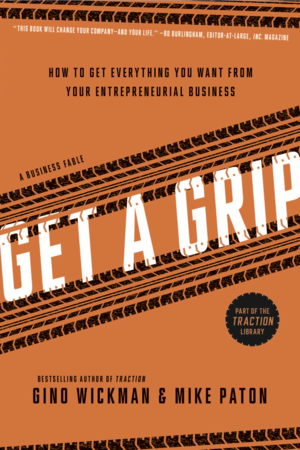 "THIS BOOK WILL CHANGE YOUR COMPANY—AND YOUR LIFE." —BO BURLINGHAM, EDITOR-AT-LARGE, INC. MAGAZINE
HOW TO GET EVERYTHING YOU WANT FROM
YOUR ENTREPRENEURIAL BUSINESS
A BUSINESS FABLE
GET A GRIP
PART OF THE
TRACTION
LIBRARY
BESTSELLING AUTHOR OF TRACTION
GINO WICKMAN & MIKE PATON